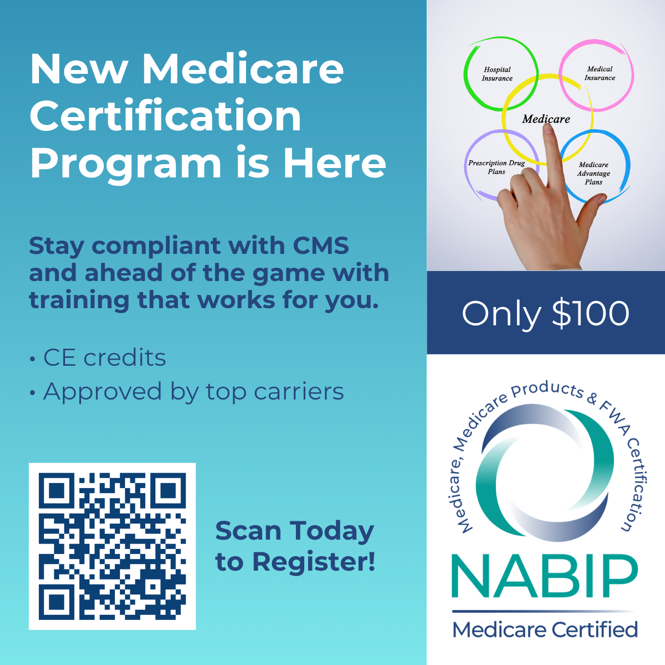 New Medicare
Certification
Program is Here
Stay compliant with CMS
and ahead of the game with
training that works for you.
• CE credits
• Approved by top carriers
Scan Today
to Register!
Hospital
Insurance
Medical
Insurance
Medicare
Prescription Drug
Plans
Medicare
Advantage
Plans
Only $100
Medicare, Medicare Products & FWA Certification
NABIP
Medicare Certified